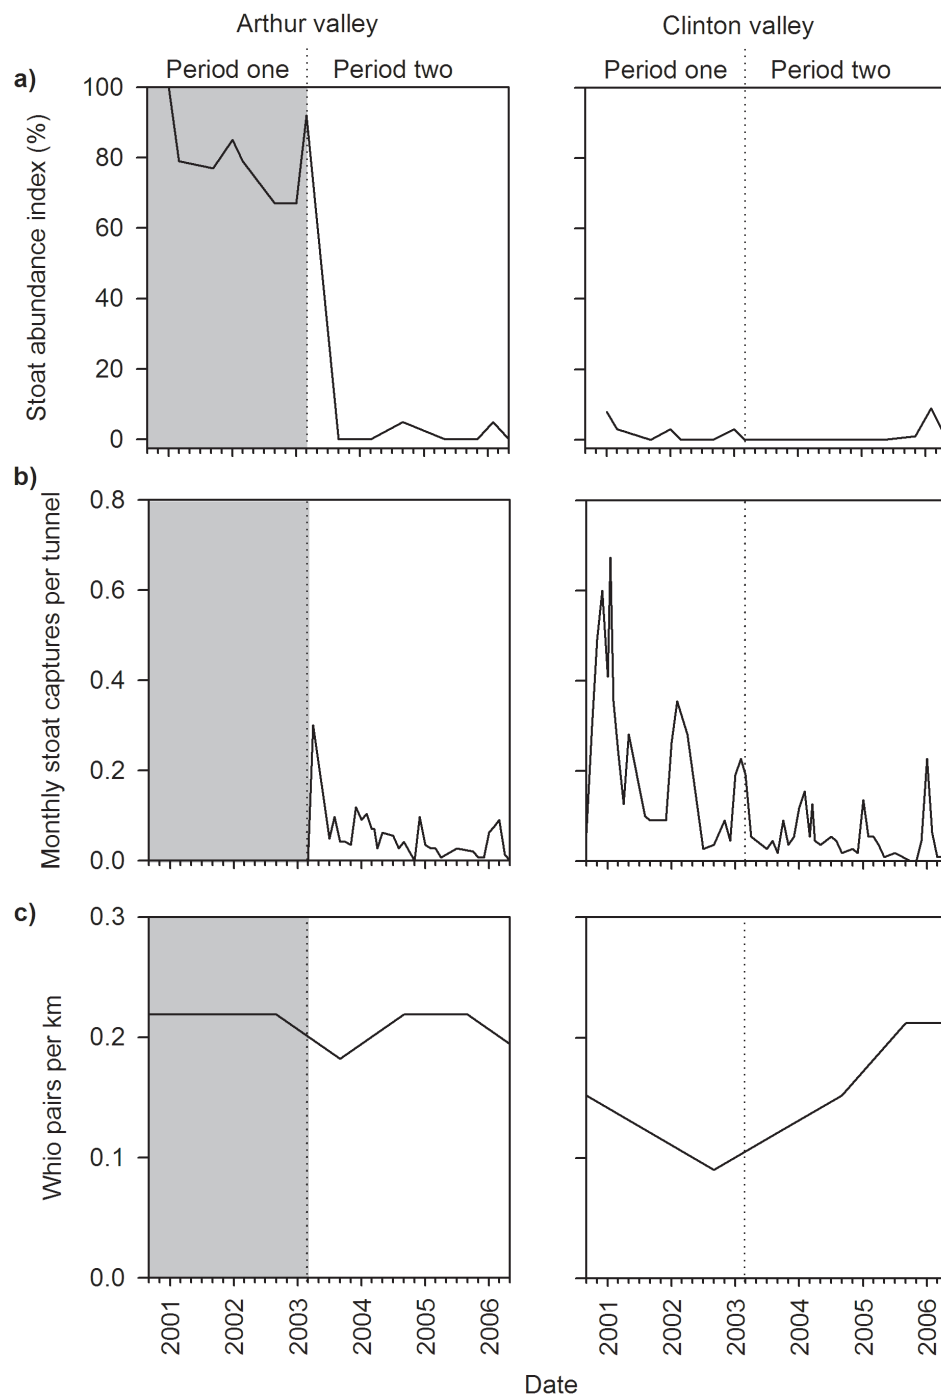 Arthur valley
Clinton valley
Period one
Period two
Period one
Period two
a)
Stoat abundance index (%)
100
80
60
40
20
0
b)
Monthly stoat captures per tunnel
0.8
0.6
0.4
0.2
0.0
c)
Whio pairs per km
0.3
0.2
0.1
0.0
2001
2002
2003
2004
2005
2006
2001
2002
2003
2004
2005
2006
Date